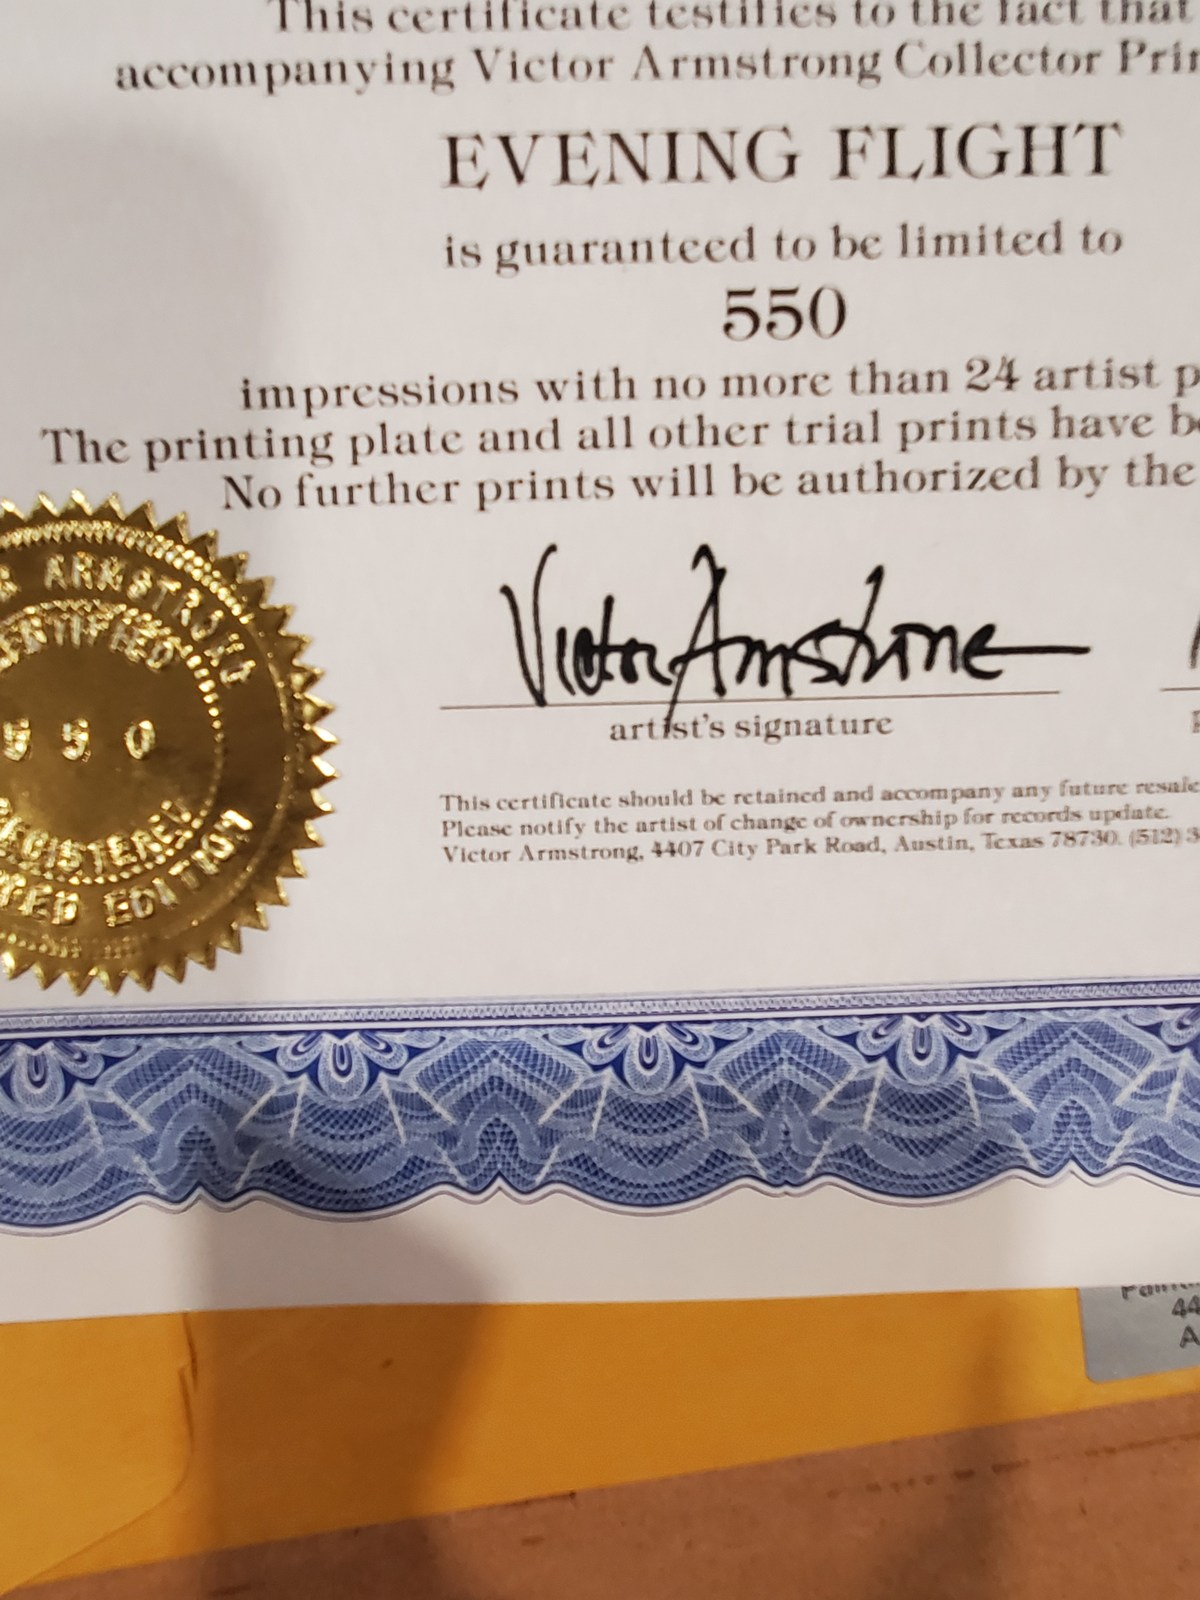 This certificate testifies to the fact that
accompanying Victor Armstrong Collector
EVENING FLIGHT
is guaranteed to be limited to
550
impressions with no more than 24 artist
The printing plate and all other trial prints have
No further prints will be authorized by the
ARMSTRONG
550
REGISTERED
EDITION
Victor Armstrong
artist's signature
This certificate should be retained and accompany any future resale
Please notify the artist of change of ownership for records update.
Victor Armstrong, 4407 City Park Road, Austin, Texas 78730. (512)
44
A